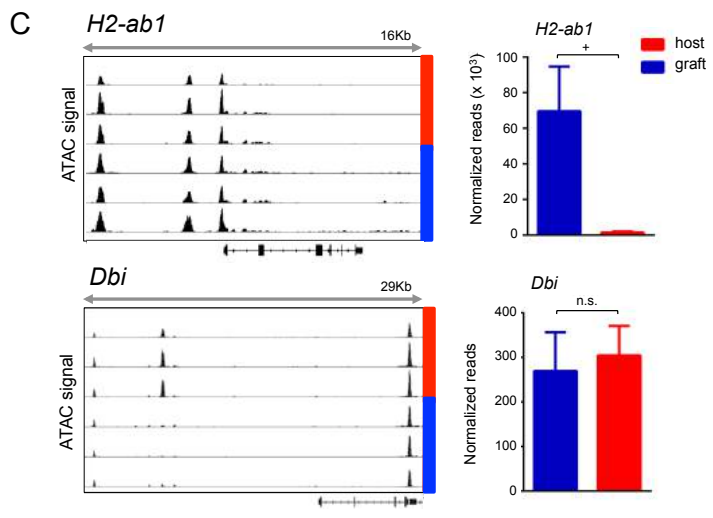 C
H2-ab1
16Kb
ATAC signal
H2-ab1
+
host
graft
Normalized reads (x 10³)
100
80
60
40
20
0
Dbi
29Kb
ATAC signal
Dbi
n.s.
Normalized reads
400
300
200
100
0